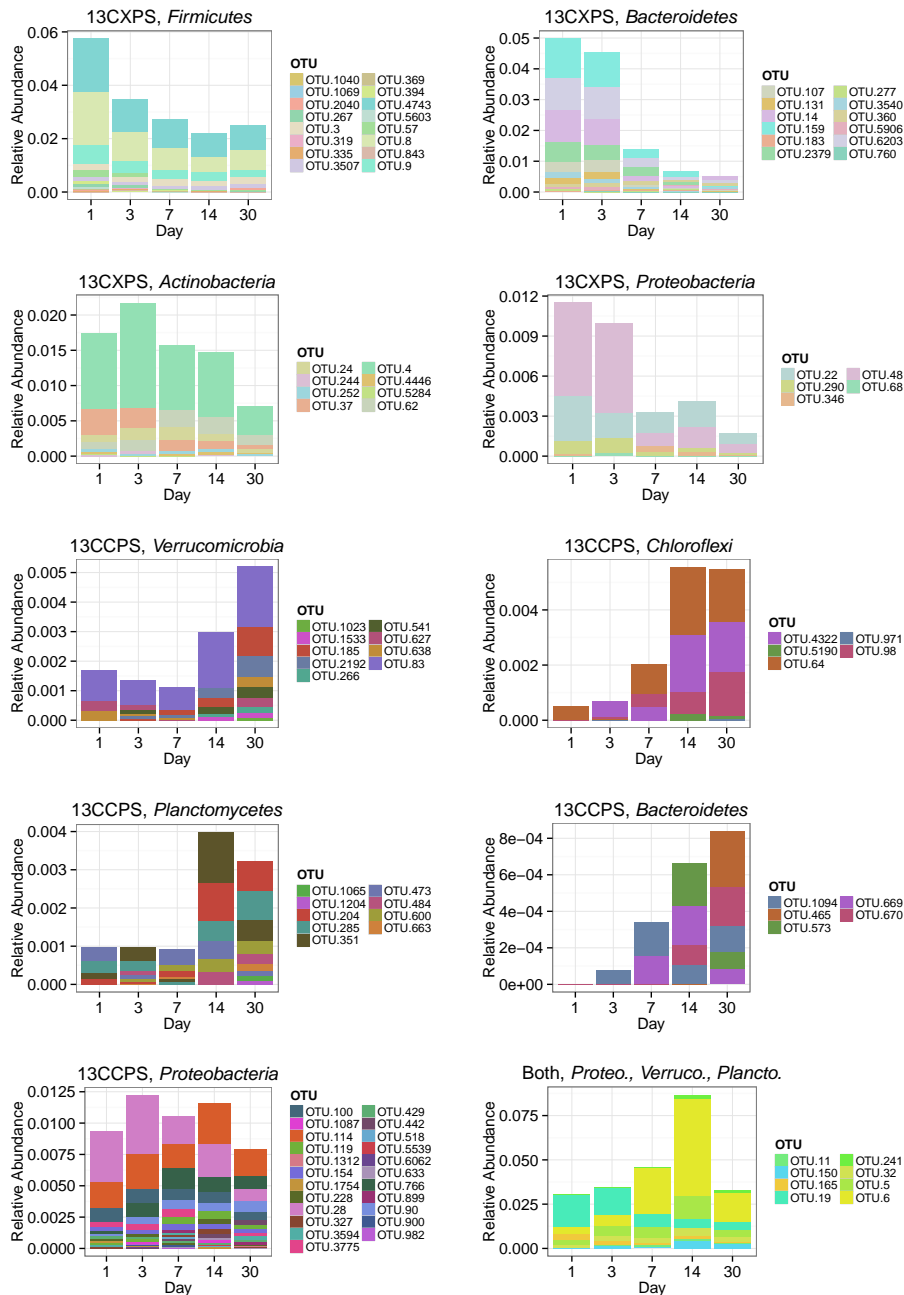 13CXPS, Firmicutes
Relative Abundance
0.06
0.04
0.02
0.00
1 3 7 14 30
Day
OTU
OTU.1040 OTU.369
OTU.1069 OTU.394
OTU.2040 OTU.4743
OTU.267 OTU.5603
OTU.3 OTU.57
OTU.319 OTU.8
OTU.335 OTU.843
OTU.3507 OTU.9
13CXPS, Bacteroidetes
Relative Abundance
0.05
0.04
0.03
0.02
0.01
0.00
1 3 7 14 30
Day
OTU
OTU.107 OTU.277
OTU.131 OTU.3540
OTU.14 OTU.360
OTU.159 OTU.5906
OTU.183 OTU.6203
OTU.2379 OTU.760
13CXPS, Actinobacteria
Relative Abundance
0.020
0.015
0.010
0.005
0.000
1 3 7 14 30
Day
OTU
OTU.24 OTU.4
OTU.244 OTU.4446
OTU.252 OTU.5284
OTU.37 OTU.62
13CXPS, Proteobacteria
Relative Abundance
0.012
0.009
0.006
0.003
0.000
1 3 7 14 30
Day
OTU
OTU.22 OTU.48
OTU.290 OTU.68
OTU.346
13CCPS, Verrucomicrobia
Relative Abundance
0.005
0.004
0.003
0.002
0.001
0.000
1 3 7 14 30
Day
OTU
OTU.1023 OTU.541
OTU.1533 OTU.627
OTU.185 OTU.638
OTU.2192 OTU.83
OTU.266
13CCPS, Chloroflexi
Relative Abundance
0.004
0.002
0.000
1 3 7 14 30
Day
OTU
OTU.4322 OTU.971
OTU.5190 OTU.98
OTU.64
13CCPS, Planctomycetes
Relative Abundance
0.004
0.003
0.002
0.001
0.000
1 3 7 14 30
Day
OTU
OTU.1065 OTU.473
OTU.1204 OTU.484
OTU.204 OTU.600
OTU.285 OTU.663
OTU.351
13CCPS, Bacteroidetes
Relative Abundance
8e−04
6e−04
4e−04
2e−04
0e+00
1 3 7 14 30
Day
OTU
OTU.1094 OTU.669
OTU.465 OTU.670
OTU.573
13CCPS, Proteobacteria
Relative Abundance
0.0125
0.0100
0.0075
0.0050
0.0025
0.0000
1 3 7 14 30
Day
OTU
OTU.100 OTU.429
OTU.1087 OTU.442
OTU.114 OTU.518
OTU.119 OTU.5539
OTU.1312 OTU.6062
OTU.154 OTU.633
OTU.1754 OTU.766
OTU.228 OTU.899
OTU.28 OTU.90
OTU.327 OTU.900
OTU.3594 OTU.982
OTU.3775
Both, Proteo., Verruco., Plancto.
Relative Abundance
0.075
0.050
0.025
0.000
1 3 7 14 30
Day
OTU
OTU.11 OTU.241
OTU.150 OTU.32
OTU.165 OTU.5
OTU.19 OTU.6